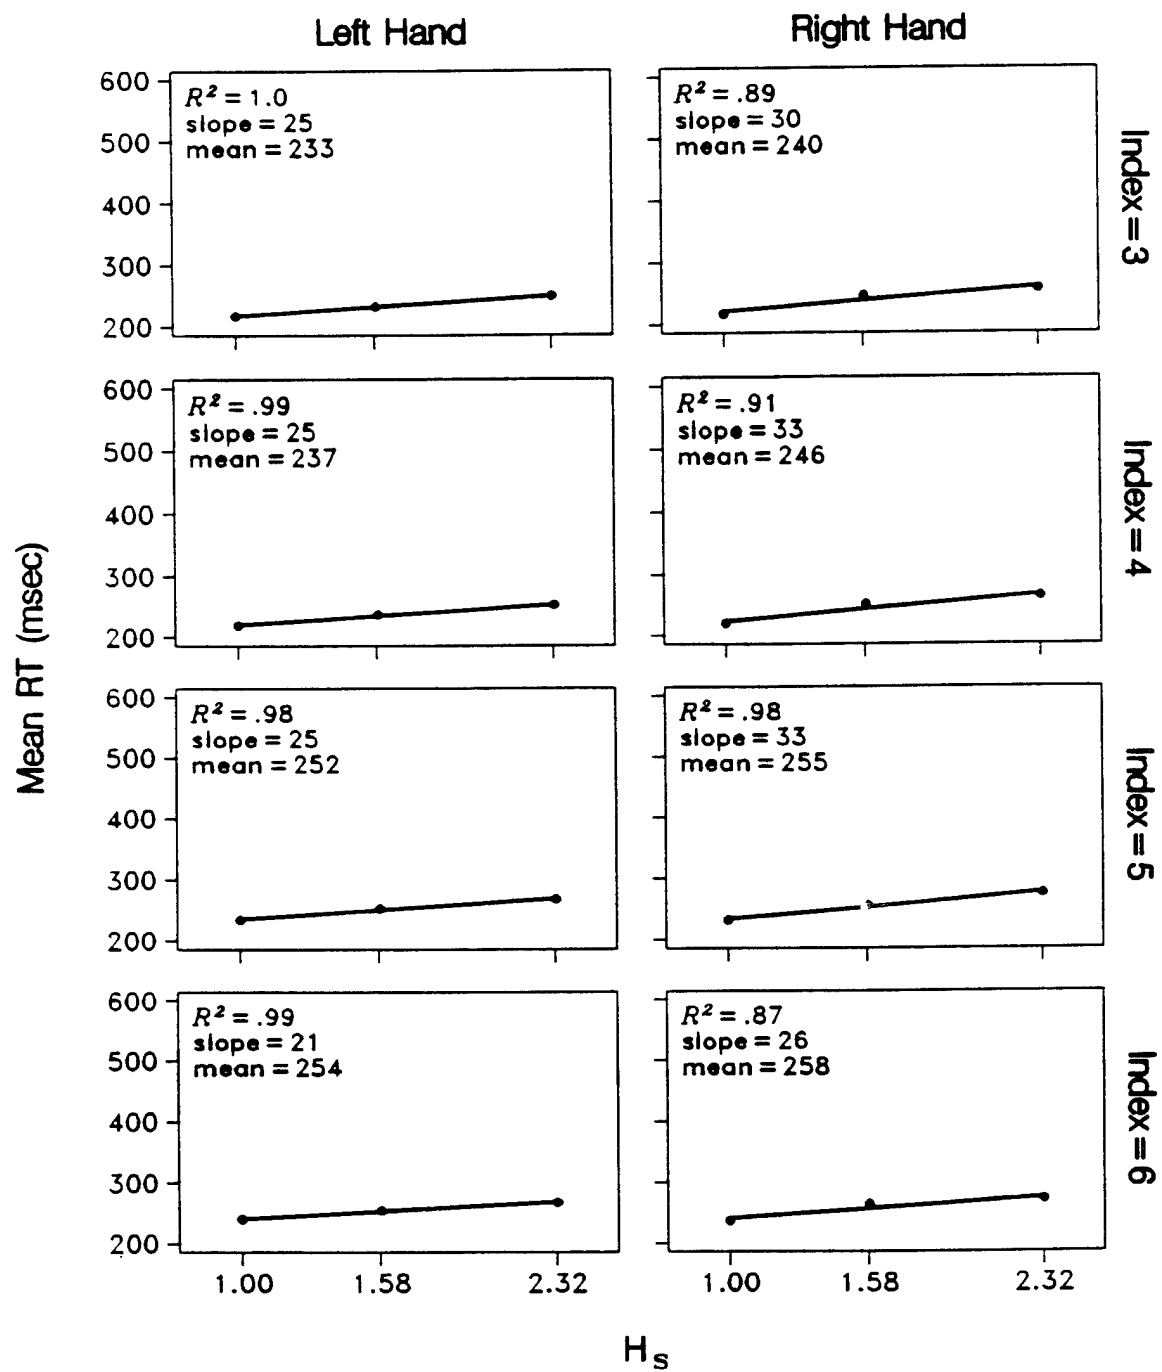 Left Hand
Right Hand
600
500
400
300
200
R² = 1.0
slope = 25
mean = 233
R² = .89
slope = 30
mean = 240
Index = 3
600
500
400
300
200
R² = .99
slope = 25
mean = 237
R² = .91
slope = 33
mean = 246
Index = 4
Mean RT (msec)
600
500
400
300
200
R² = .98
slope = 25
mean = 252
R² = .98
slope = 33
mean = 255
Index = 5
600
500
400
300
200
R² = .99
slope = 21
mean = 254
R² = .87
slope = 26
mean = 258
Index = 6
1.00 1.58 2.32
1.00 1.58 2.32
Hs